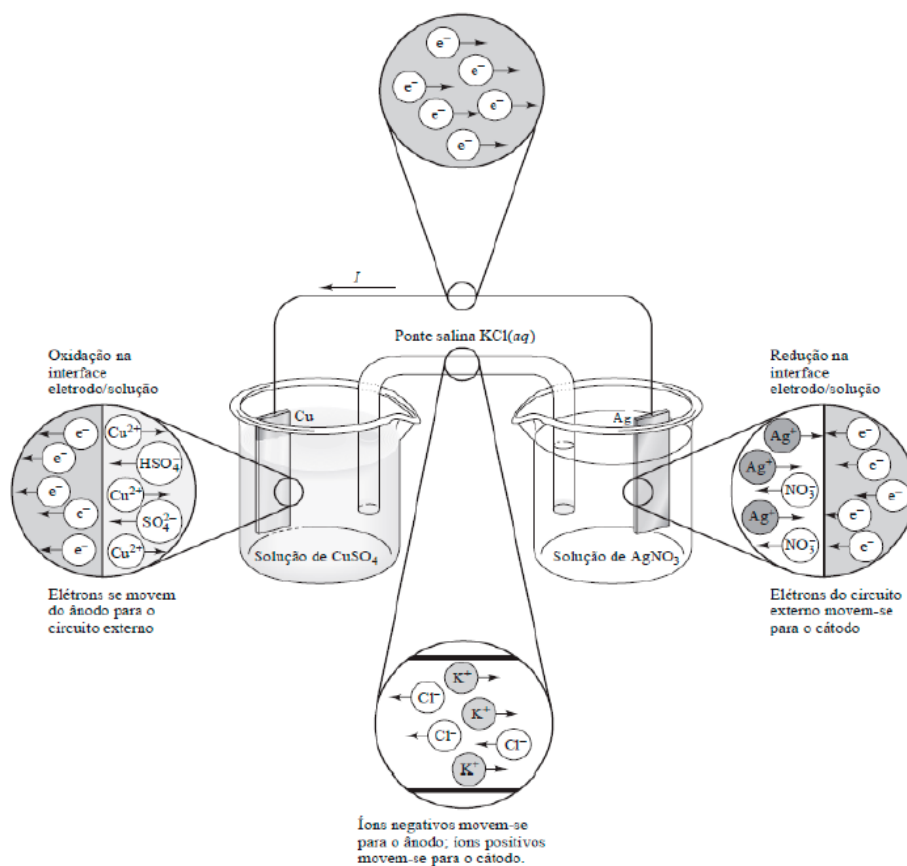 e⁻
e⁻
e⁻
e⁻
e⁻
e⁻
I
Ponte salina KCl(aq)
Oxidação na
interface
eletrodo/solução
Redução na
interface
eletrodo/solução
Cu
Ag
e⁻
Cu²⁺
e⁻
HSO₄⁻
e⁻
Cu²⁺
e⁻
SO₄²⁻
e⁻
Cu²⁺
Ag⁺
e⁻
Ag⁺
e⁻
NO₃⁻
e⁻
Ag⁺
e⁻
NO₃⁻
e⁻
Solução de CuSO₄
Solução de AgNO₃
Elétrons se movem
do ânodo para o
circuito externo
Elétrons do circuito
externo movem-se
para o cátodo
K⁺
Cl⁻
K⁺
Cl⁻
Cl⁻
K⁺
Íons negativos movem-se
para o ânodo; íons positivos
movem-se para o cátodo.